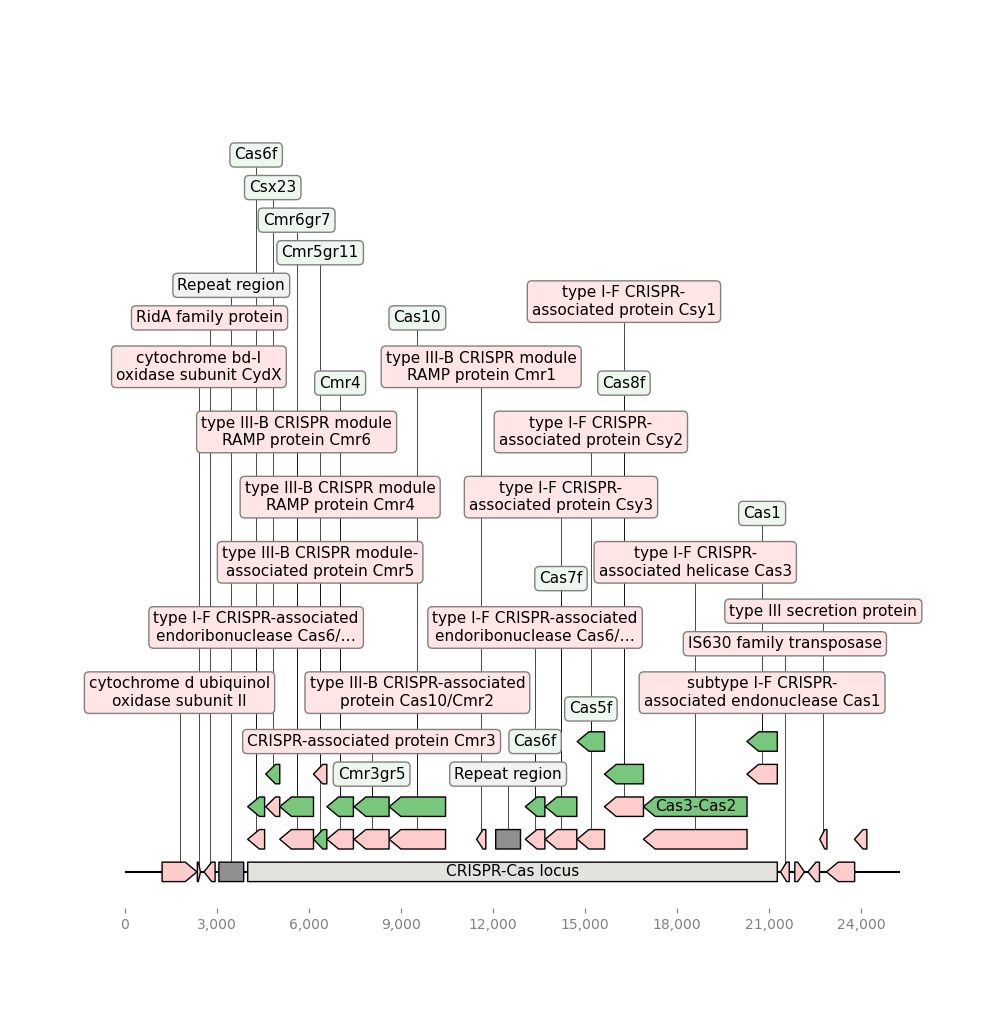 Cas6f
Csx23
Cmr6gr7
Cmr5gr11
Repeat region
type I-F CRISPR-
associated protein Csy1
RidA family protein
Cas10
cytochrome bd-I
oxidase subunit CydX
type III-B CRISPR module
RAMP protein Cmr1
Cmr4
Cas8f
type III-B CRISPR module
RAMP protein Cmr6
type I-F CRISPR-
associated protein Csy2
type III-B CRISPR module
RAMP protein Cmr4
type I-F CRISPR-
associated protein Csy3
Cas1
type III-B CRISPR module-
associated protein Cmr5
type I-F CRISPR-
associated helicase Cas3
Cas7f
type III secretion protein
type I-F CRISPR-associated
endoribonuclease Cas6/...
type I-F CRISPR-associated
endoribonuclease Cas6/...
IS630 family transposase
cytochrome d ubiquinol
oxidase subunit II
type III-B CRISPR-associated
protein Cas10/Cmr2
subtype I-F CRISPR-
associated endonuclease Cas1
Cas5f
CRISPR-associated protein Cmr3
Cas6f
Cmr3gr5
Repeat region
Cas3-Cas2
CRISPR-Cas locus
0
3,000
6,000
9,000
12,000
15,000
18,000
21,000
24,000